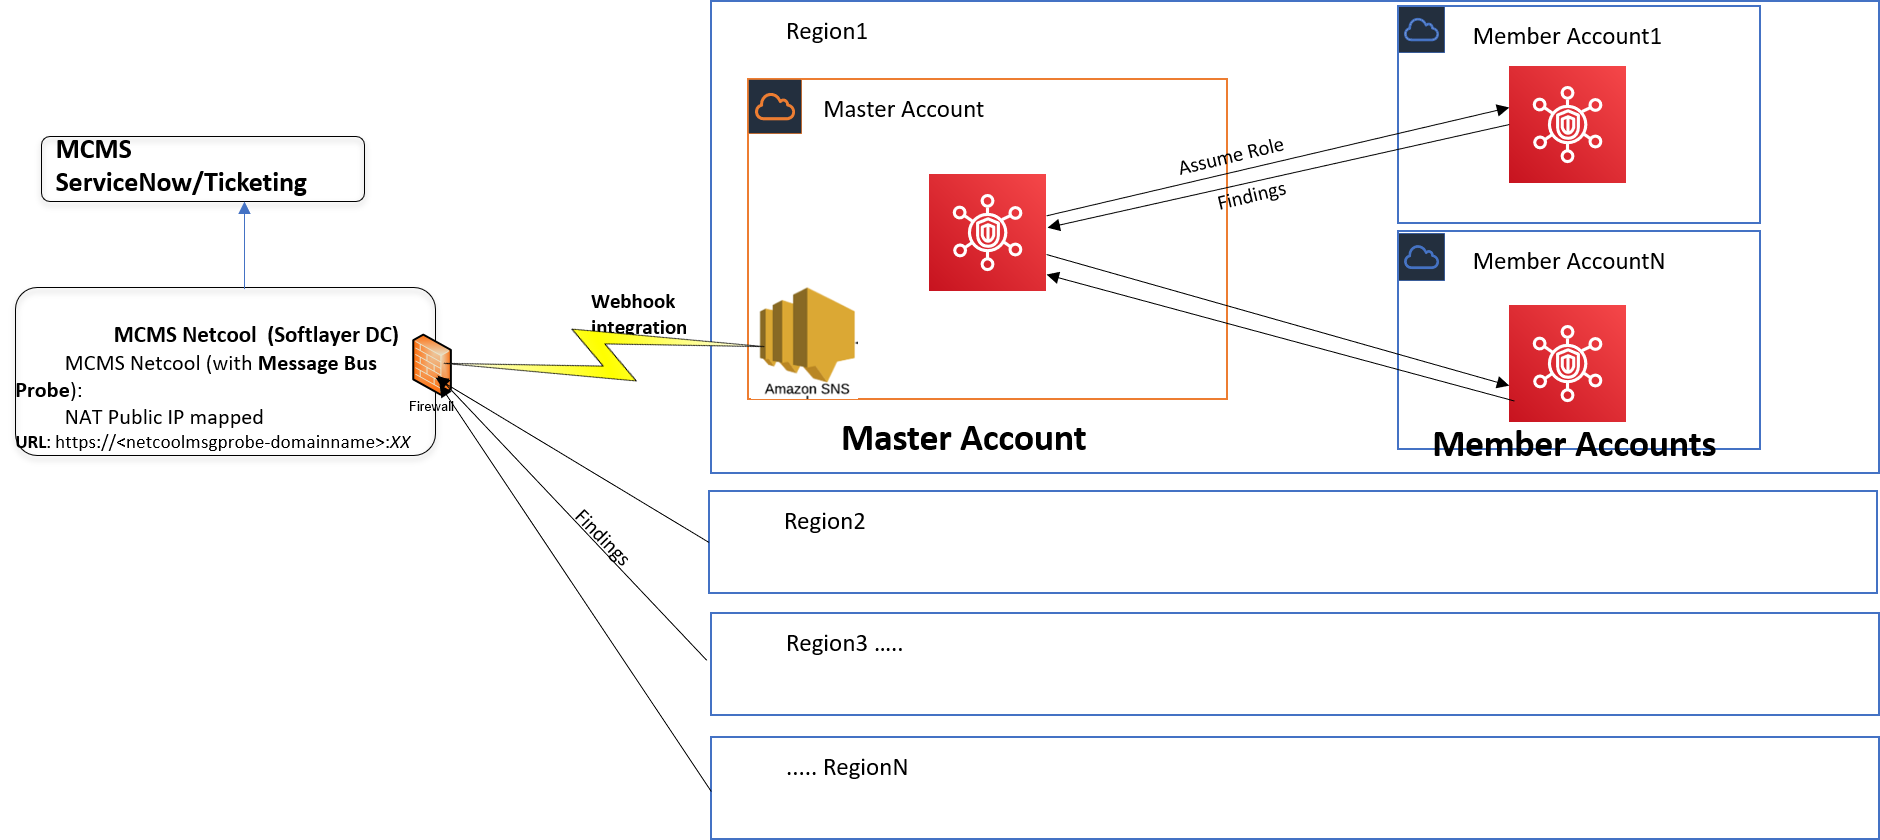 Region1
Member Account1
Master Account
MCMS
ServiceNow/Ticketing
Assume Role
Findings
Member AccountN
Webhook
integration
MCMS Netcool  (Softlayer DC)
MCMS Netcool (with Message Bus
Probe):
NAT Public IP mapped
URL: https://<netcoolmsgprobe-domainname>:XX
Firewall
Amazon SNS
Master Account
Member Accounts
Region2
Findings
Region3 .....
..... RegionN